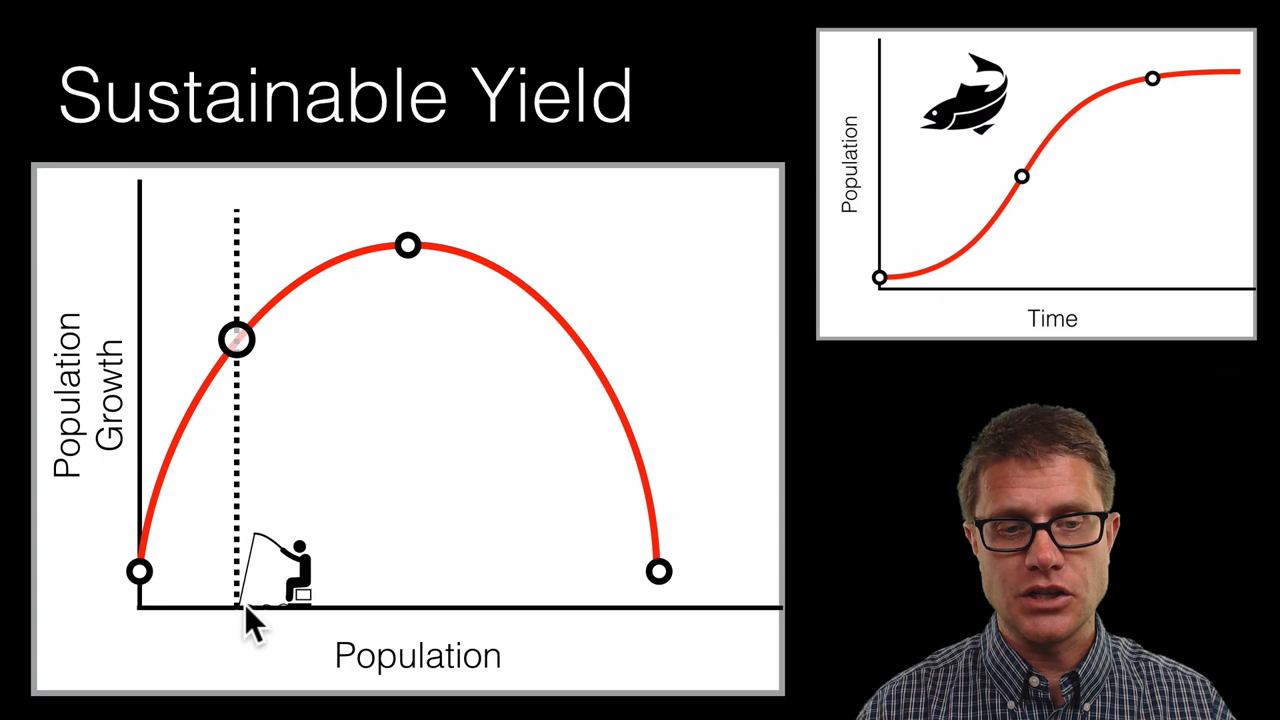 Sustainable Yield
Population
Growth
Population
Population
Time